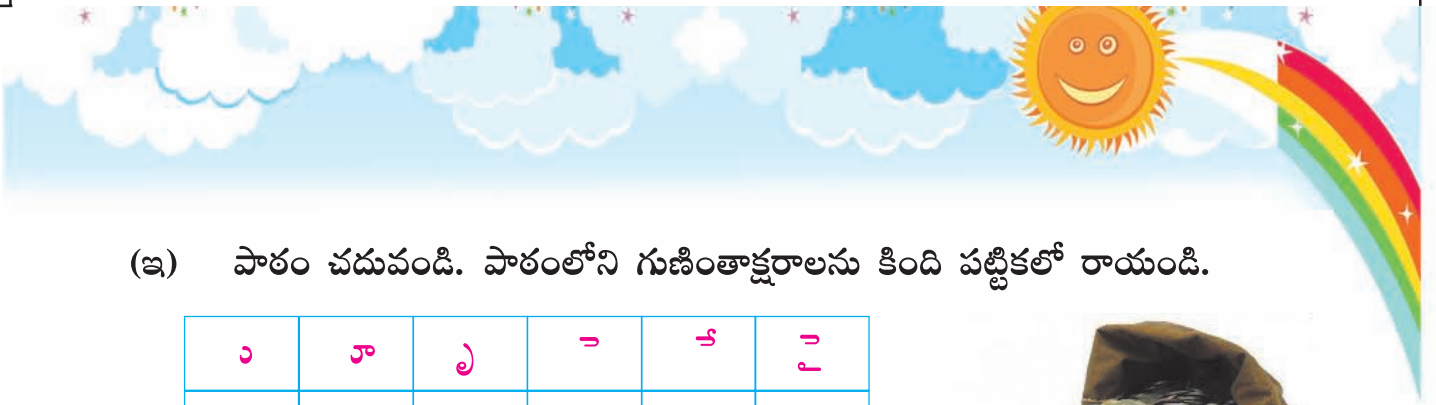 (ఇ) పాఠం చదువండి. పాఠంలోని గుణింతాక్షరాలను కింది పట్టికలో రాయండి.
ు ూ ృ ె ే ై